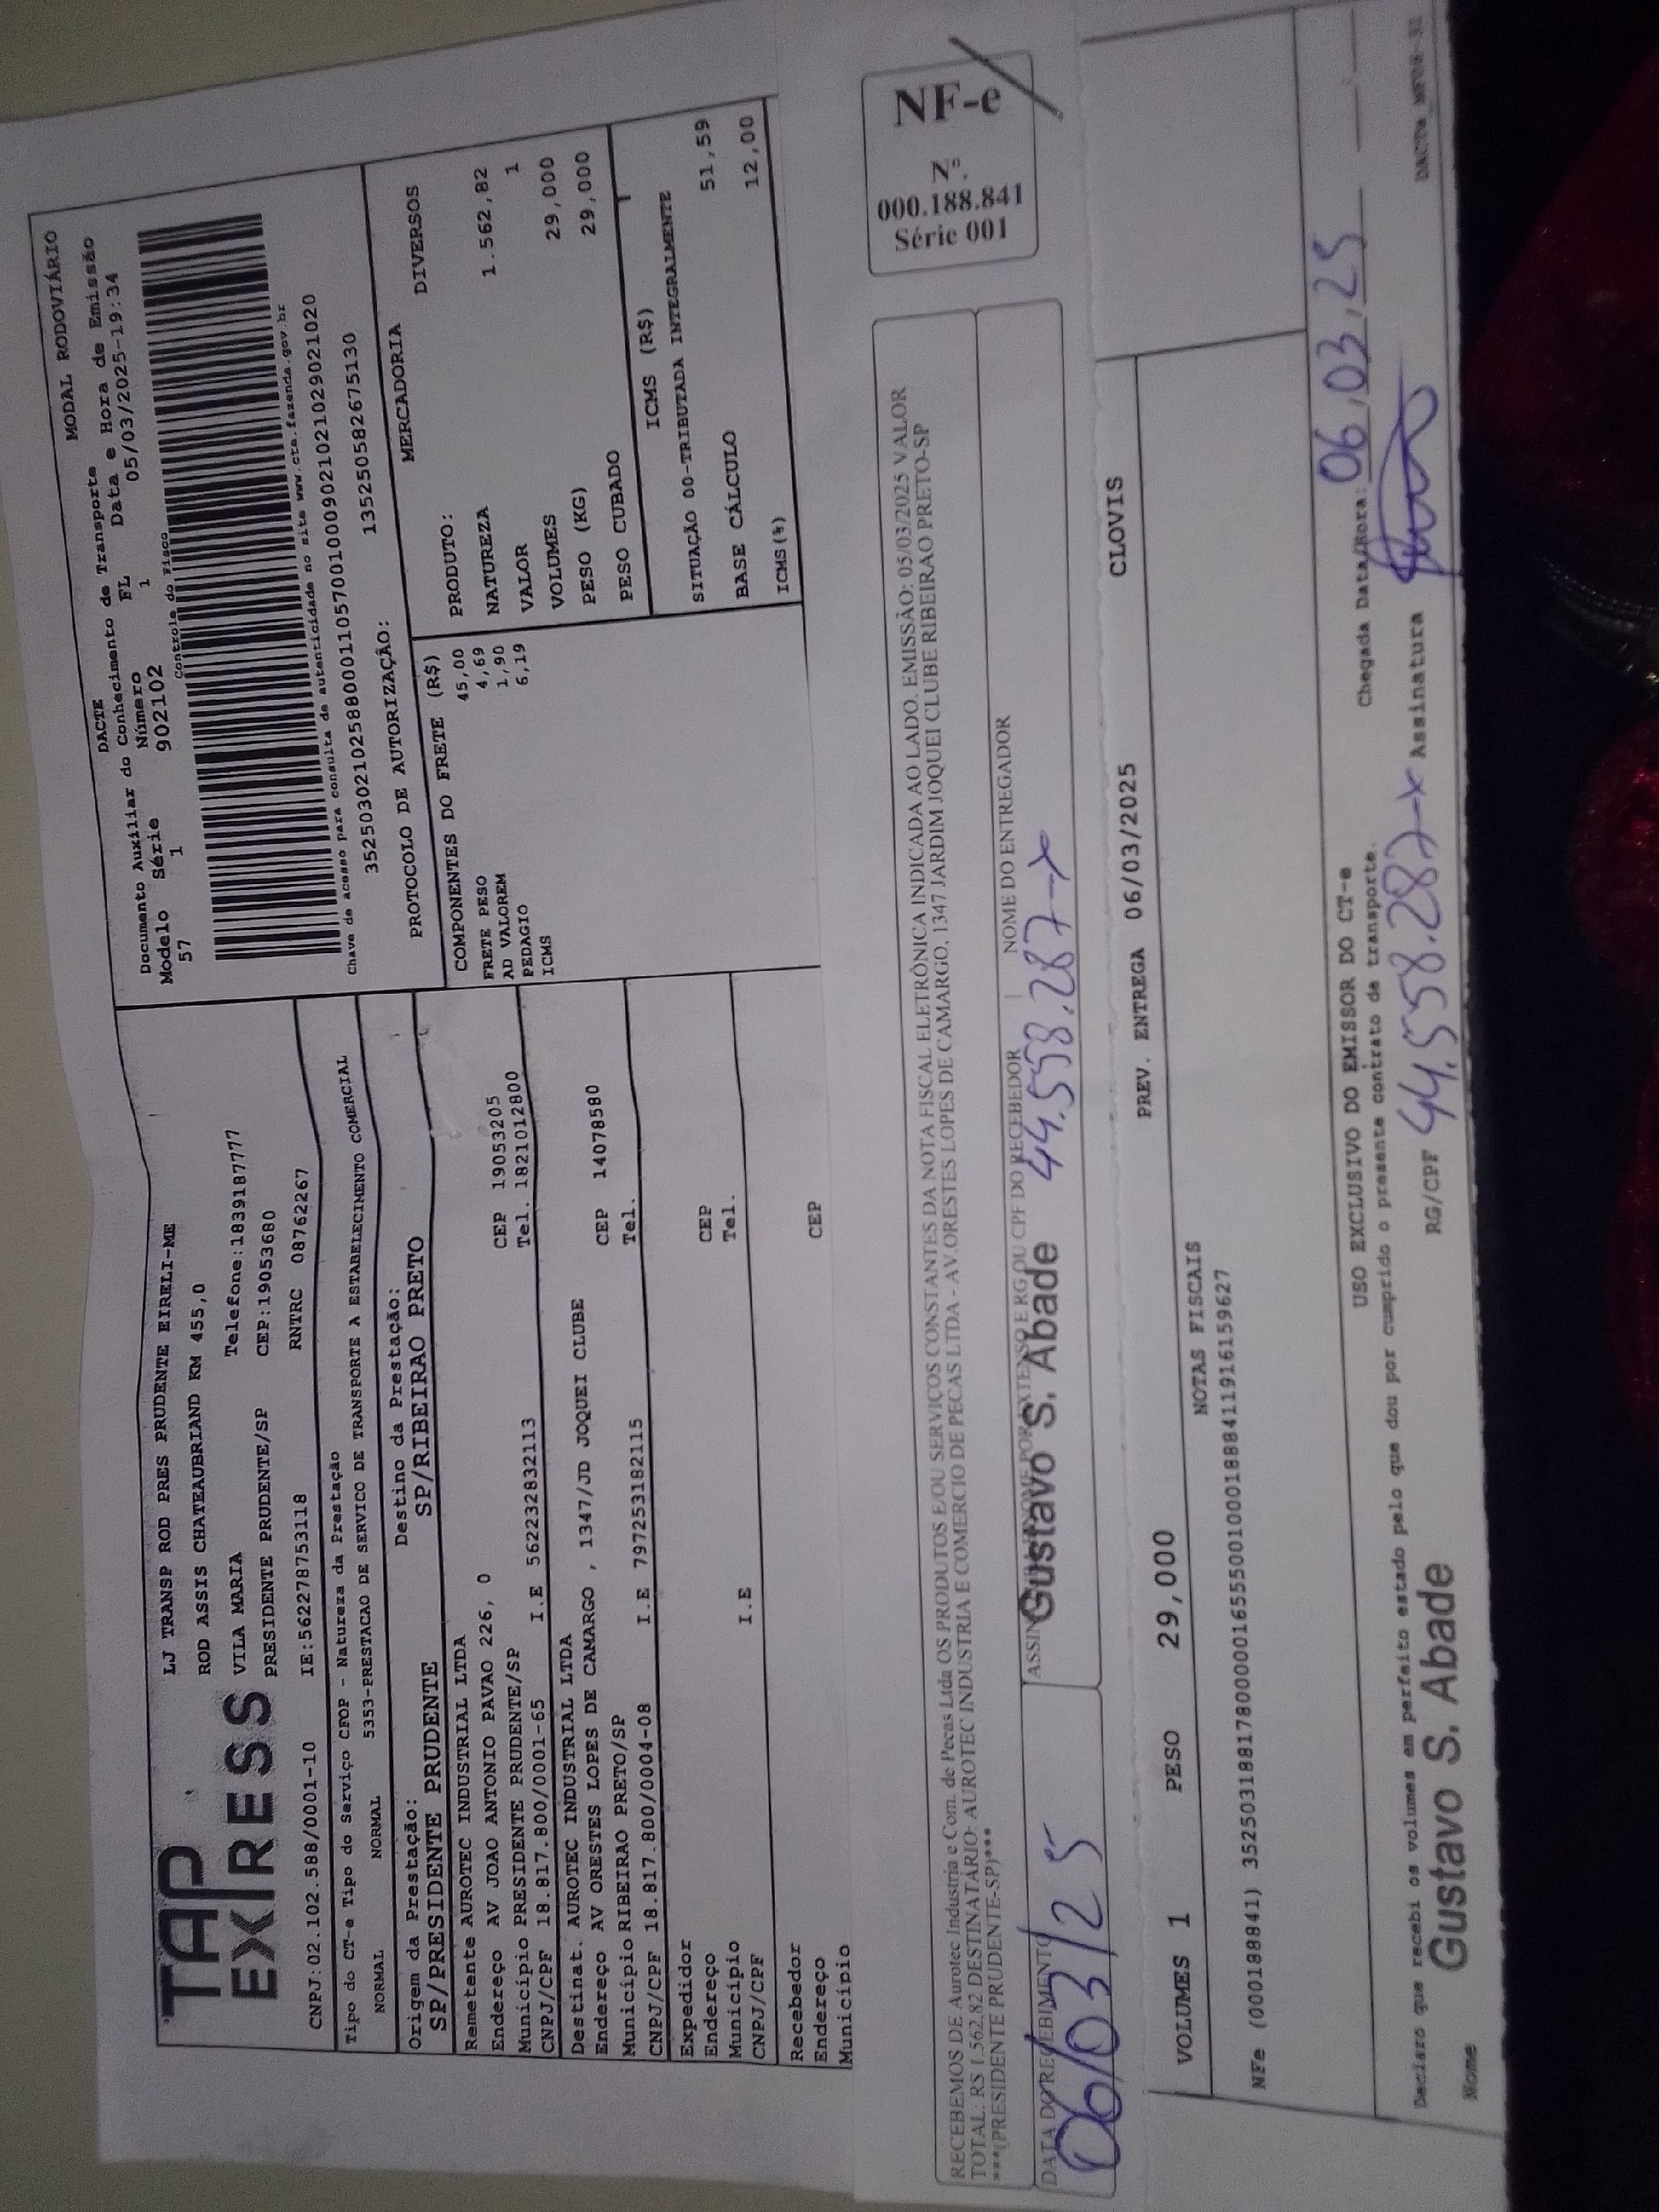 TAP
EXPRESS
LJ TRANSP ROD PRES PRUDENTE EIRELI-ME
ROD ASSIS CHATEAUBRIAND KM 455,0
VILA MARIA Telefone:1839187777
PRESIDENTE PRUDENTE/SP CEP:19053680
CNPJ:02.102.588/0001-10 IE:562278753118 RNTRC 08762267
DACTE MODAL RODOVIÁRIO
Documento Auxiliar do Conhecimento de Transporte
Modelo Série Número FL Data e Hora de Emissão
57 1 902102 1 05/03/2025-19:34
Controle do Fisco
Chave de acesso para consulta de autenticidade no site www.cte.fazenda.gov.br
35250302102588000110570010009021021029021020
PROTOCOLO DE AUTORIZAÇÃO: 135250582675130
Tipo do CT-e Tipo do Serviço CFOP - Natureza da Prestação
NORMAL NORMAL 5353-PRESTACAO DE SERVICO DE TRANSPORTE A ESTABELECIMENTO COMERCIAL
Origem da Prestação: Destino da Prestação:
SP/PRESIDENTE PRUDENTE SP/RIBEIRAO PRETO
Remetente AUROTEC INDUSTRIAL LTDA
Endereço AV JOAO ANTONIO PAVAO 226, 0 CEP 19053205
Município PRESIDENTE PRUDENTE/SP Tel. 1821012800
CNPJ/CPF 18.817.800/0001-65 I.E 562232832113
Destinat. AUROTEC INDUSTRIAL LTDA
Endereço AV ORESTES LOPES DE CAMARGO , 1347/JD JOQUEI CLUBE CEP 14078580
Município RIBEIRAO PRETO/SP Tel.
CNPJ/CPF 18.817.800/0004-08 I.E 797253182115
Expedidor
Endereço CEP
Município Tel.
CNPJ/CPF I.E
Recebedor
Endereço CEP
Município
COMPONENTES DO FRETE (R$)
FRETE PESO 45,00
AD VALOREM 4,69
PEDAGIO 1,90
ICMS 6,19
MERCADORIA
PRODUTO: DIVERSOS
NATUREZA
VALOR 1.562,82
VOLUMES 1
PESO (KG) 29,000
PESO CUBADO 29,000
ICMS (R$)
SITUAÇÃO 00-TRIBUTADA INTEGRALMENTE
BASE CÁLCULO 51,59
ICMS(%) 12,00
RECEBEMOS DE Aurotec Industria e Com. de Pecas Ltda OS PRODUTOS E/OU SERVIÇOS CONSTANTES DA NOTA FISCAL ELETRÔNICA INDICADA AO LADO. EMISSÃO: 05/03/2025 VALOR
TOTAL: R$ 1.562,82 DESTINATÁRIO: AUROTEC INDUSTRIA E COMERCIO DE PECAS LTDA - AV.ORESTES LOPES DE CAMARGO, 1347 JARDIM JOQUEI CLUBE RIBEIRAO PRETO-SP
***(PRESIDENTE PRUDENTE-SP)***
NF-e
N.º
000.188.841
Série 001
DATA DO RECEBIMENTO NOME DO ENTREGADOR
06/03/25 Gustavo S. Abade 44.558.287-x
CLOVIS
VOLUMES 1 PESO 29,000 PREV. ENTREGA 06/03/2025
NOTAS FISCAIS
NFe (000188841) 35250318817800000165550010001888411916159627
USO EXCLUSIVO DO EMISSOR DO CT-e
Declaro que recebi os volumes em perfeito estado pelo que dou por cumprido o presente contrato de transporte.
Chegada Data/Hora: 06,03,25
Nome Gustavo S. Abade RG/CPF 44.558.287-x Assinatura